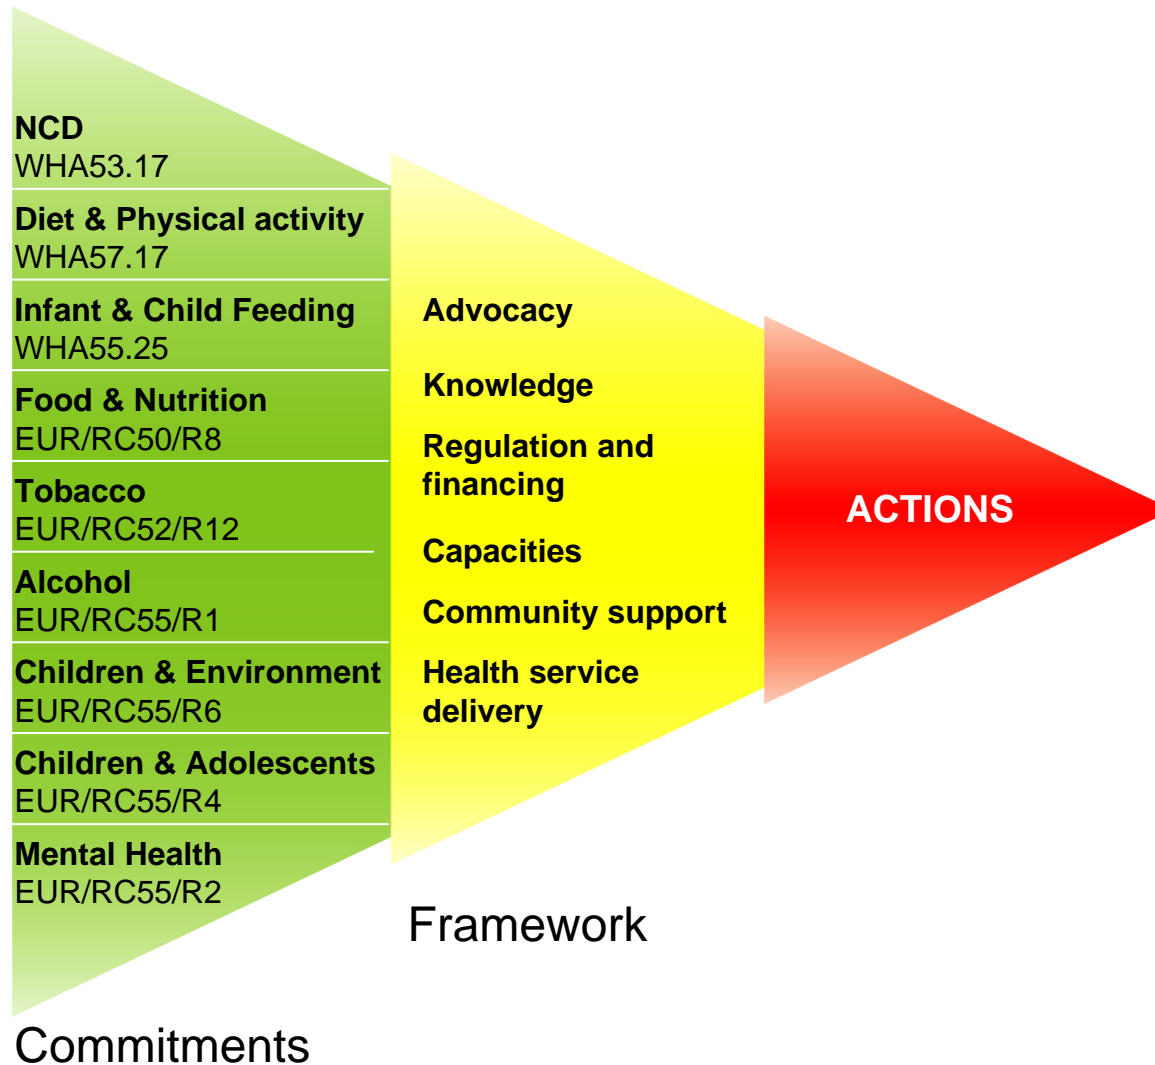 NCD
WHA53.17
Diet & Physical activity
WHA57.17
Infant & Child Feeding
WHA55.25
Food & Nutrition
EUR/RC50/R8
Tobacco
EUR/RC52/R12
Alcohol
EUR/RC55/R1
Children & Environment
EUR/RC55/R6
Children & Adolescents
EUR/RC55/R4
Mental Health
EUR/RC55/R2
Commitments
Advocacy
Knowledge
Regulation and
financing
Capacities
Community support
Health service
delivery
Framework
ACTIONS